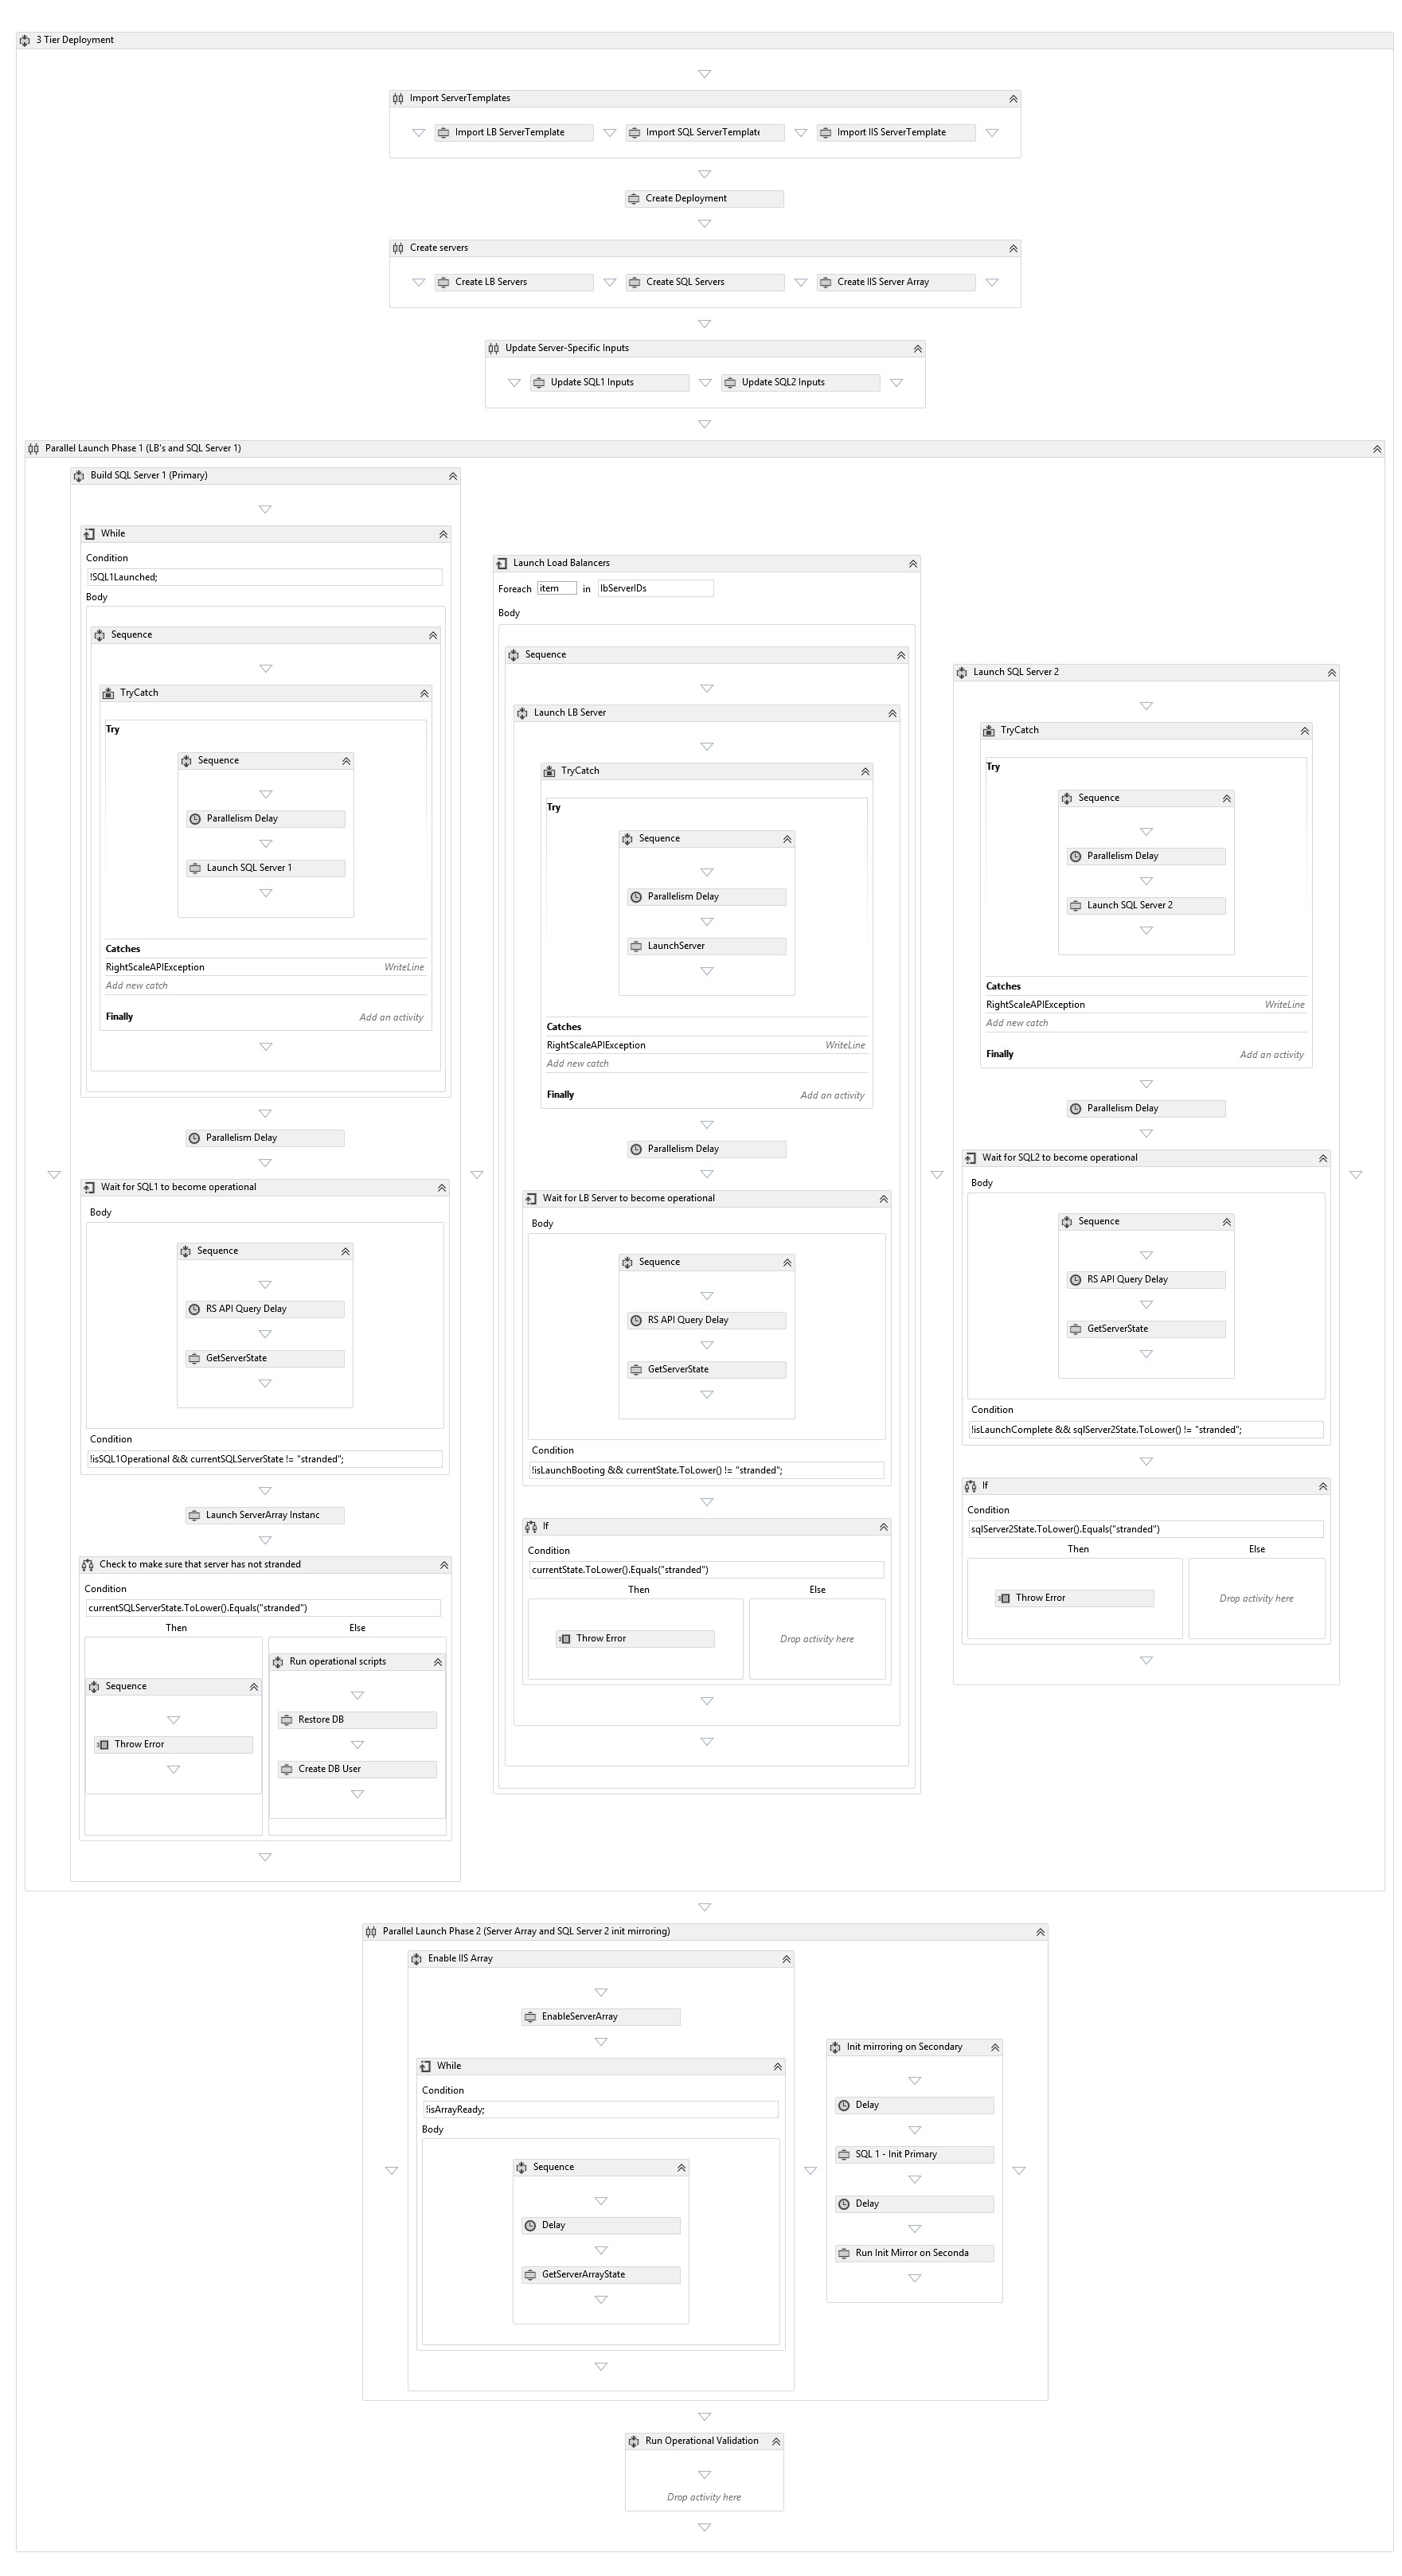 3 Tier Deployment
Import ServerTemplates
Import LB ServerTemplate
Import SQL ServerTemplate
Import IIS ServerTemplate
Create Deployment
Create servers
Create LB Servers
Create SQL Servers
Create IIS Server Array
Update Server-Specific Inputs
Update SQL1 Inputs
Update SQL2 Inputs
Parallel Launch Phase 1 (LB's and SQL Server 1)
Build SQL Server 1 (Primary)
While
Condition
!SQL1Launched;
Body
Sequence
TryCatch
Try
Sequence
Parallelism Delay
Launch SQL Server 1
Catches
RightScaleAPIException WriteLine
Add new catch
Finally Add an activity
Parallelism Delay
Wait for SQL1 to become operational
Body
Sequence
RS API Query Delay
GetServerState
Condition
!isSQL1Operational && currentSQLServerState != "stranded";
Launch ServerArray Instanc
Check to make sure that server has not stranded
Condition
currentSQLServerState.ToLower().Equals("stranded")
Then
Else
Sequence
Throw Error
Run operational scripts
Restore DB
Create DB User
Launch Load Balancers
Foreach item in lbServerIDs
Body
Sequence
Launch LB Server
TryCatch
Try
Sequence
Parallelism Delay
LaunchServer
Catches
RightScaleAPIException WriteLine
Add new catch
Finally Add an activity
Parallelism Delay
Wait for LB Server to become operational
Body
Sequence
RS API Query Delay
GetServerState
Condition
!isLaunchBooting && currentState.ToLower() != "stranded";
If
Condition
currentState.ToLower().Equals("stranded")
Then
Else
Throw Error
Drop activity here
Launch SQL Server 2
TryCatch
Try
Sequence
Parallelism Delay
Launch SQL Server 2
Catches
RightScaleAPIException WriteLine
Add new catch
Finally Add an activity
Parallelism Delay
Wait for SQL2 to become operational
Body
Sequence
RS API Query Delay
GetServerState
Condition
!isLaunchComplete && sqlServer2State.ToLower() != "stranded";
If
Condition
sqlServer2State.ToLower().Equals("stranded")
Then
Else
Throw Error
Drop activity here
Parallel Launch Phase 2 (Server Array and SQL Server 2 init mirroring)
Enable IIS Array
EnableServerArray
While
Condition
!isArrayReady;
Body
Sequence
Delay
GetServerArrayState
Init mirroring on Secondary
Delay
SQL 1 - Init Primary
Delay
Run Init Mirror on Seconda
Run Operational Validation
Drop activity here